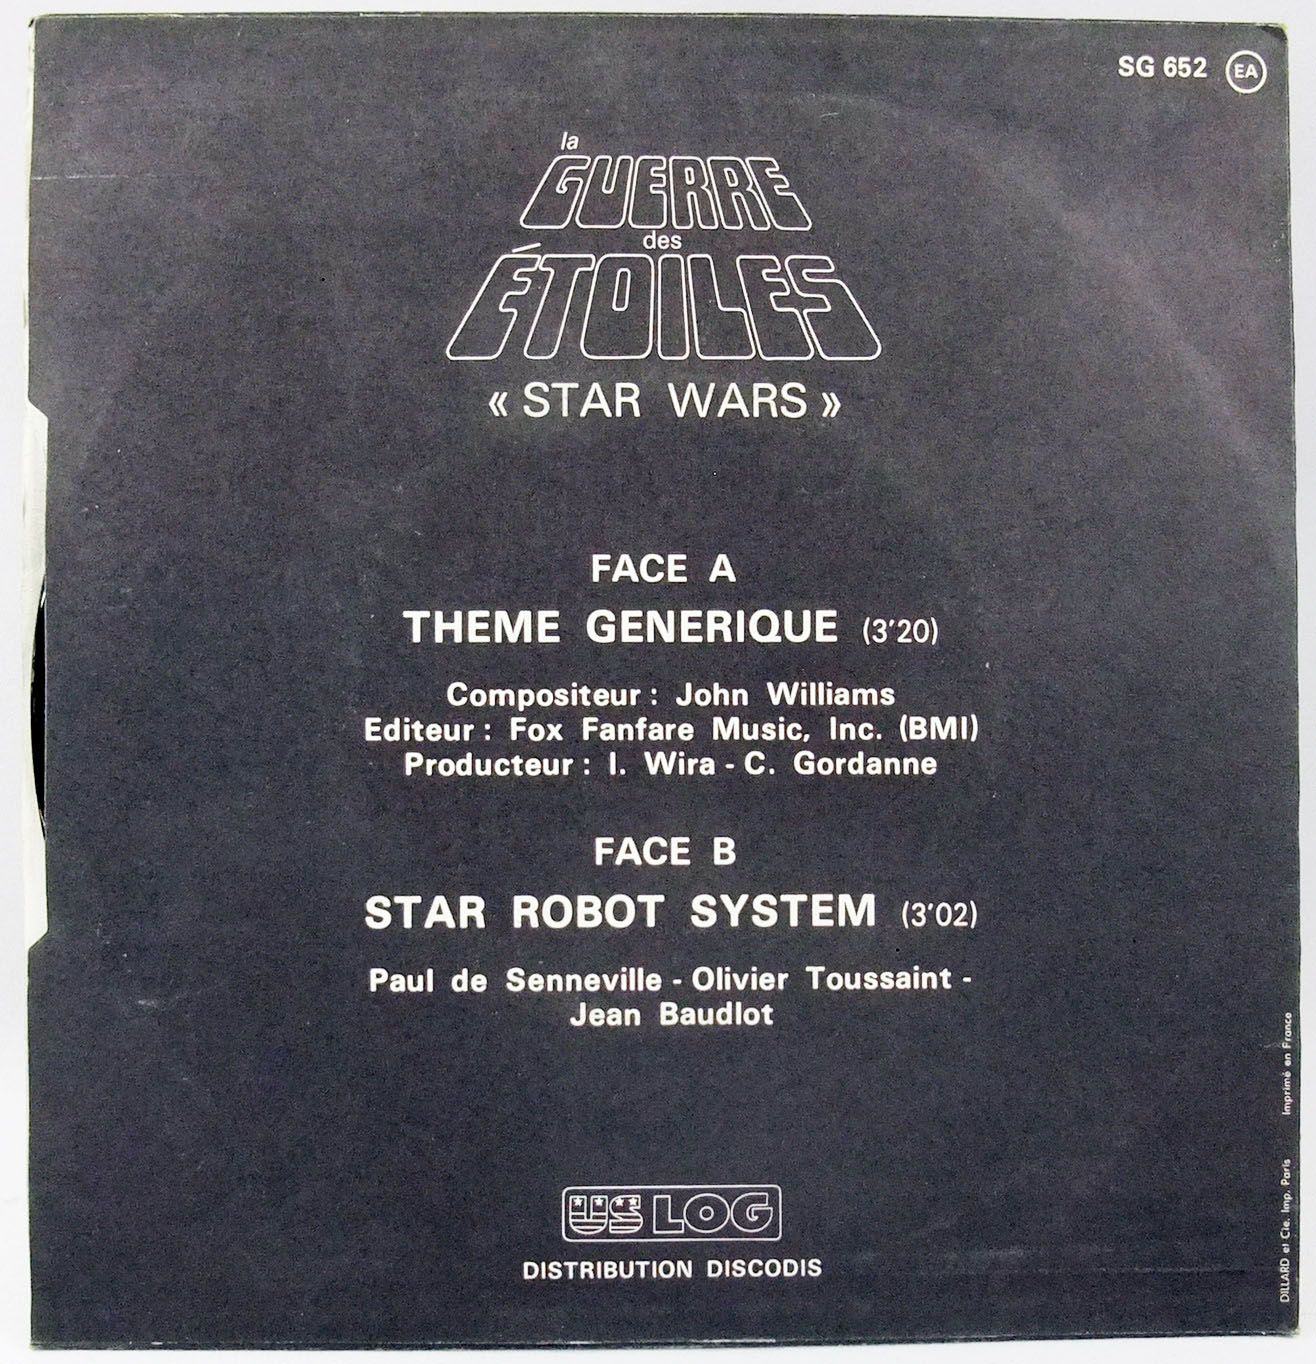 SG 652 EA
la
GUERRE
des
ÉTOILES
« STAR WARS »
FACE A
THEME GENERIQUE (3'20)
Compositeur : John Williams
Editeur : Fox Fanfare Music, Inc. (BMI)
Producteur : I. Wira - C. Gordanne
FACE B
STAR ROBOT SYSTEM (3'02)
Paul de Senneville - Olivier Toussaint -
Jean Baudlot
US LOG
DISTRIBUTION DISCODIS
DILLARD et Cie. Imp. Paris Imprimé en France